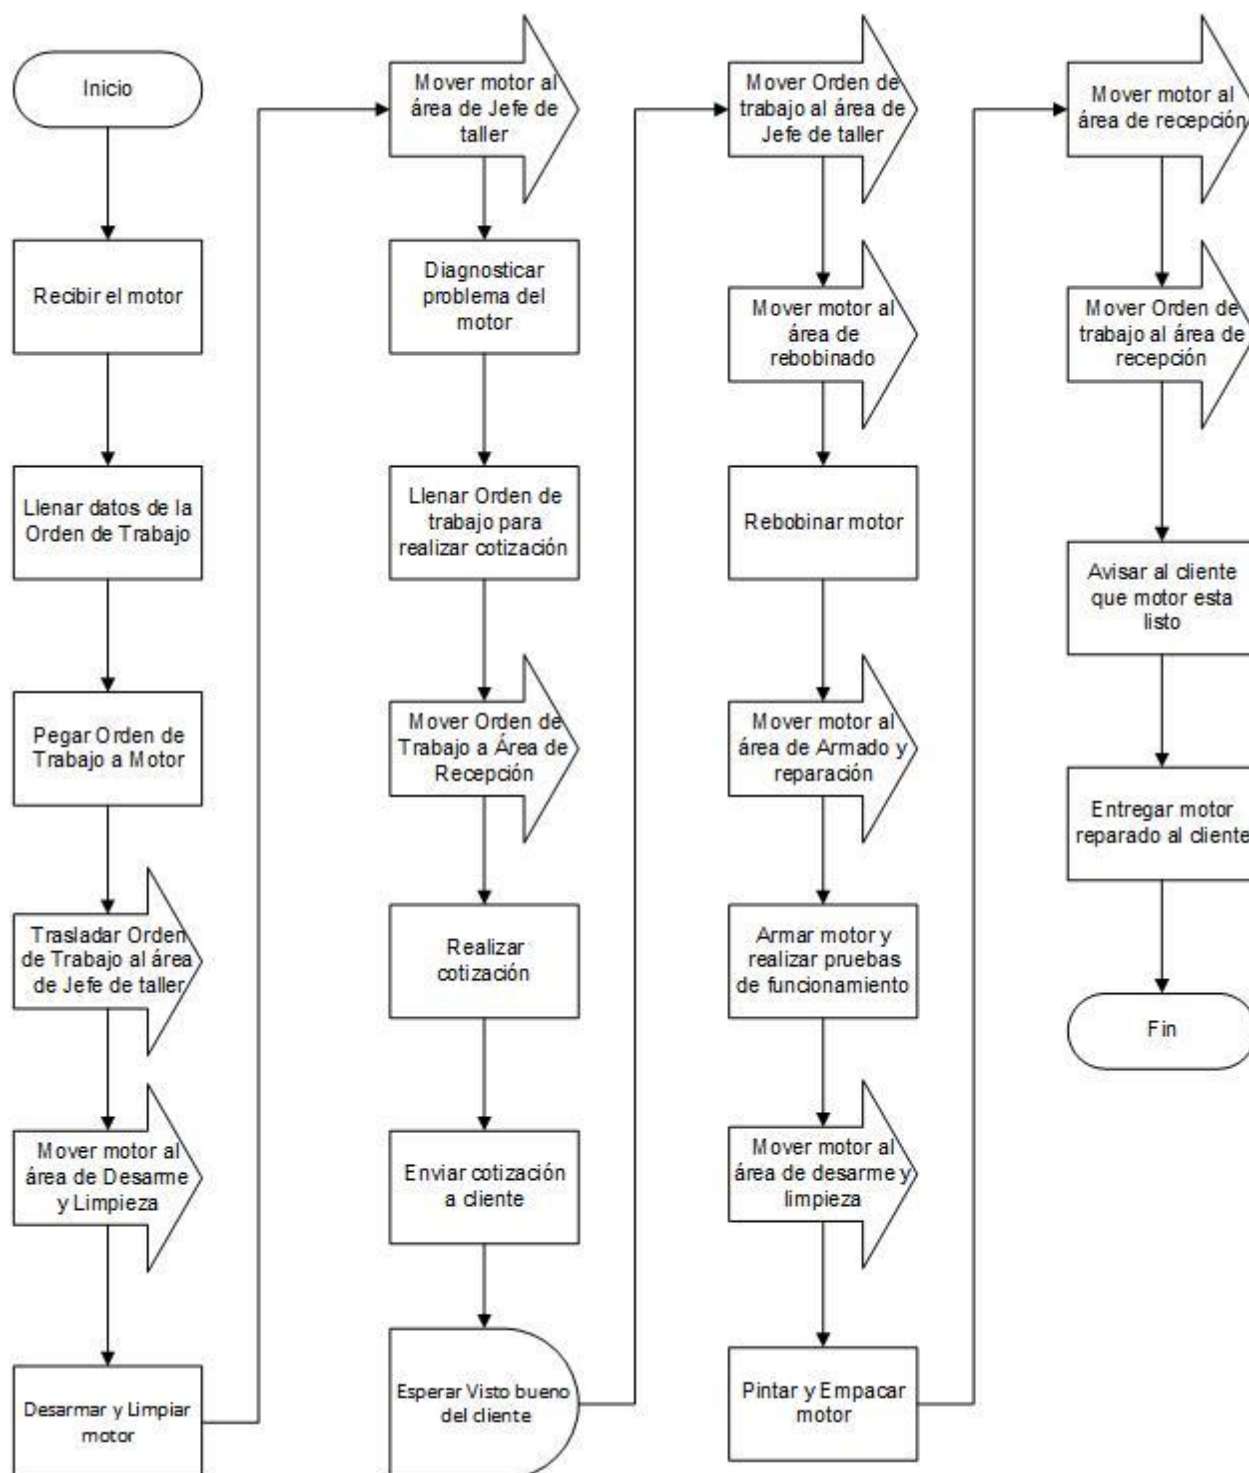 Inicio
Recibir el motor
Llenar datos de la
Orden de Trabajo
Pegar Orden de
Trabajo a Motor
Trasladar Orden
de Trabajo al área
de Jefe de taller
Mover motor al
área de Desarme
y Limpieza
Desarmar y Limpiar
motor
Mover motor al
área de Jefe de
taller
Diagnosticar
problema del
motor
Llenar Orden de
trabajo para
realizar cotización
Mover Orden de
Trabajo a Área de
Recepción
Realizar
cotización
Enviar cotización
a cliente
Esperar Visto bueno
del cliente
Mover Orden de
trabajo al área de
Jefe de taller
Mover motor al
área de
rebobinado
Rebobinar motor
Mover motor al
área de Armado y
reparación
Armar motor y
realizar pruebas
de funcionamiento
Mover motor al
área de desarme y
limpieza
Pintar y Empacar
motor
Mover motor al
área de recepción
Mover Orden de
trabajo al área de
recepción
Avisar al cliente
que motor esta
listo
Entregar motor
reparado al cliente
Fin